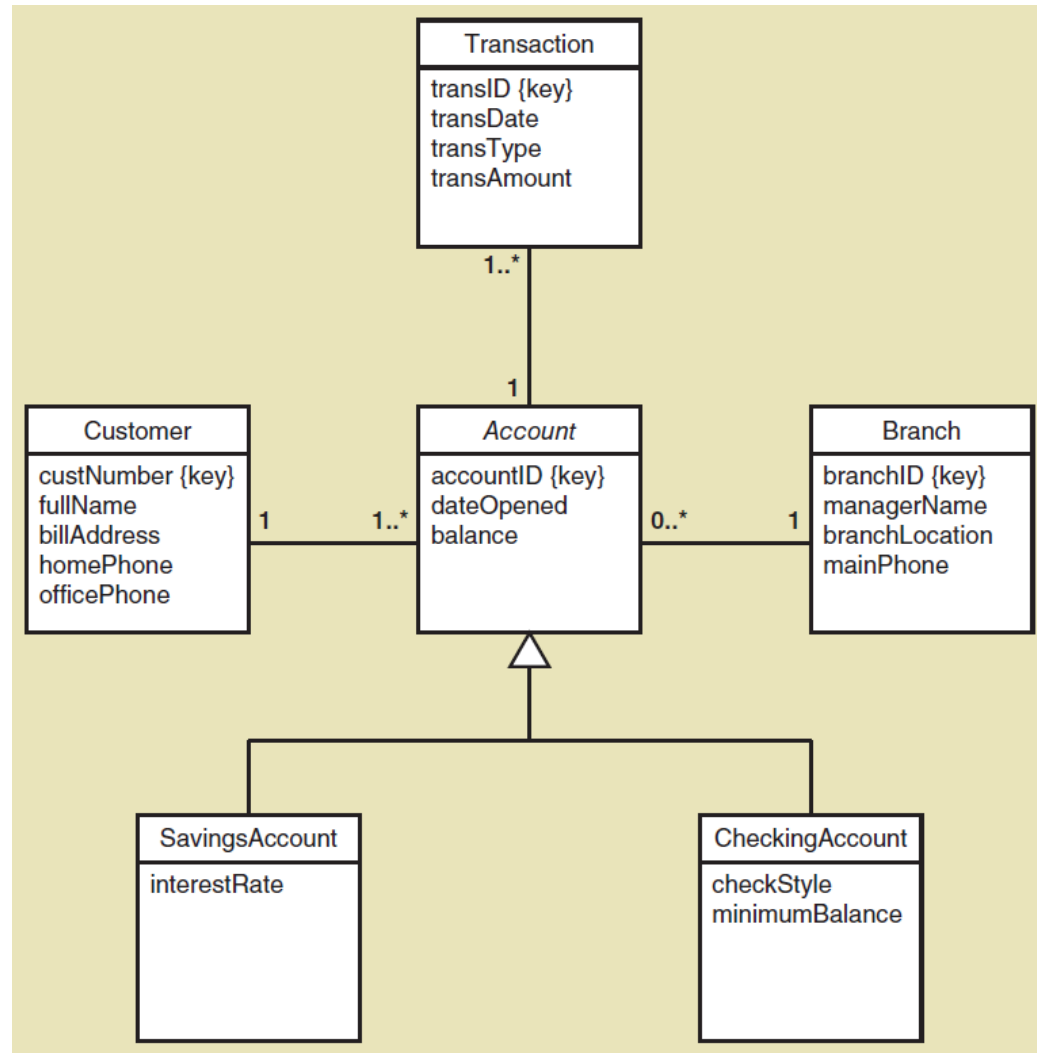 Transaction
transID {key}
transDate
transType
transAmount
1..*
1
Customer
custNumber {key}
fullName
billAddress
homePhone
officePhone
1
1..*
Account
accountID {key}
dateOpened
balance
0..*
1
Branch
branchID {key}
managerName
branchLocation
mainPhone
SavingsAccount
interestRate
CheckingAccount
checkStyle
minimumBalance